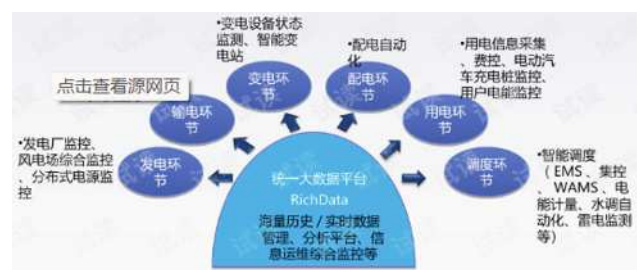 •变电设备状态
监测、智能变
电站
•配电自动
化
•用电信息采集
、费控、电动汽
车充电桩监控、
用户电能监控
点击查看源网页
变电环
节
配电环
节
输电环
节
用电环
节
•发电厂监控、
风电场综合监控
、分布式电源监
控
发电环
节
调度环
节
•智能调度
（EMS、集控
、WAMS、电
能计量、水调自
动化、雷电监测
等）
统一大数据平台
RichData
海量历史/实时数据
管理、分析平台、信
息运维综合监控等